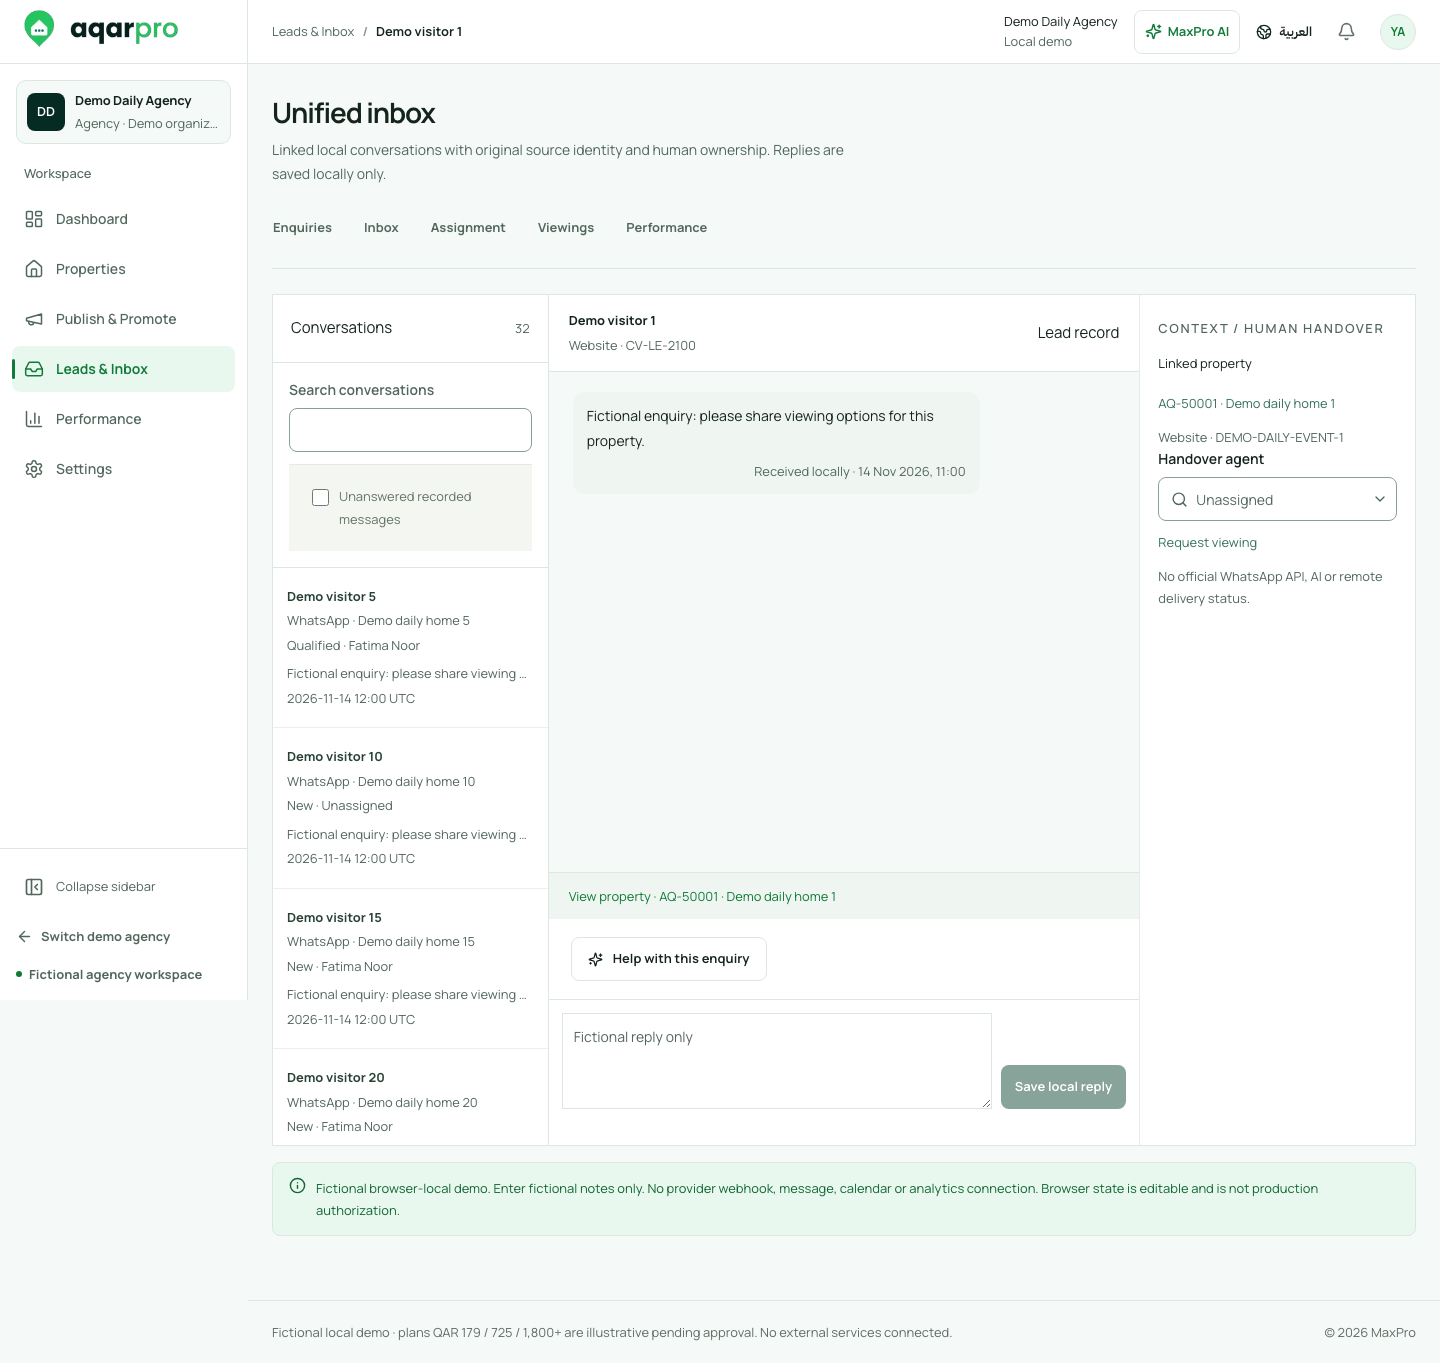 aqarpro
Leads & Inbox / Demo visitor 1
Demo Daily Agency
Local demo
MaxPro AI
العربية
YA
DD
Demo Daily Agency
Agency · Demo organiz...
Workspace
Dashboard
Properties
Publish & Promote
Leads & Inbox
Performance
Settings
Collapse sidebar
Switch demo agency
Fictional agency workspace
Unified inbox
Linked local conversations with original source identity and human ownership. Replies are
saved locally only.
Enquiries Inbox Assignment Viewings Performance
Conversations 32
Search conversations
Unanswered recorded
messages
Demo visitor 5
WhatsApp · Demo daily home 5
Qualified · Fatima Noor
Fictional enquiry: please share viewing ...
2026-11-14 12:00 UTC
Demo visitor 10
WhatsApp · Demo daily home 10
New · Unassigned
Fictional enquiry: please share viewing ...
2026-11-14 12:00 UTC
Demo visitor 15
WhatsApp · Demo daily home 15
New · Fatima Noor
Fictional enquiry: please share viewing ...
2026-11-14 12:00 UTC
Demo visitor 20
WhatsApp · Demo daily home 20
New · Fatima Noor
Demo visitor 1
Website · CV-LE-2100
Lead record
Fictional enquiry: please share viewing options for this
property.
Received locally · 14 Nov 2026, 11:00
View property · AQ-50001 · Demo daily home 1
Help with this enquiry
Fictional reply only
Save local reply
CONTEXT / HUMAN HANDOVER
Linked property
AQ-50001 · Demo daily home 1
Website · DEMO-DAILY-EVENT-1
Handover agent
Unassigned
Request viewing
No official WhatsApp API, AI or remote
delivery status.
Fictional browser-local demo. Enter fictional notes only. No provider webhook, message, calendar or analytics connection. Browser state is editable and is not production
authorization.
Fictional local demo · plans QAR 179 / 725 / 1,800+ are illustrative pending approval. No external services connected.
© 2026 MaxPro